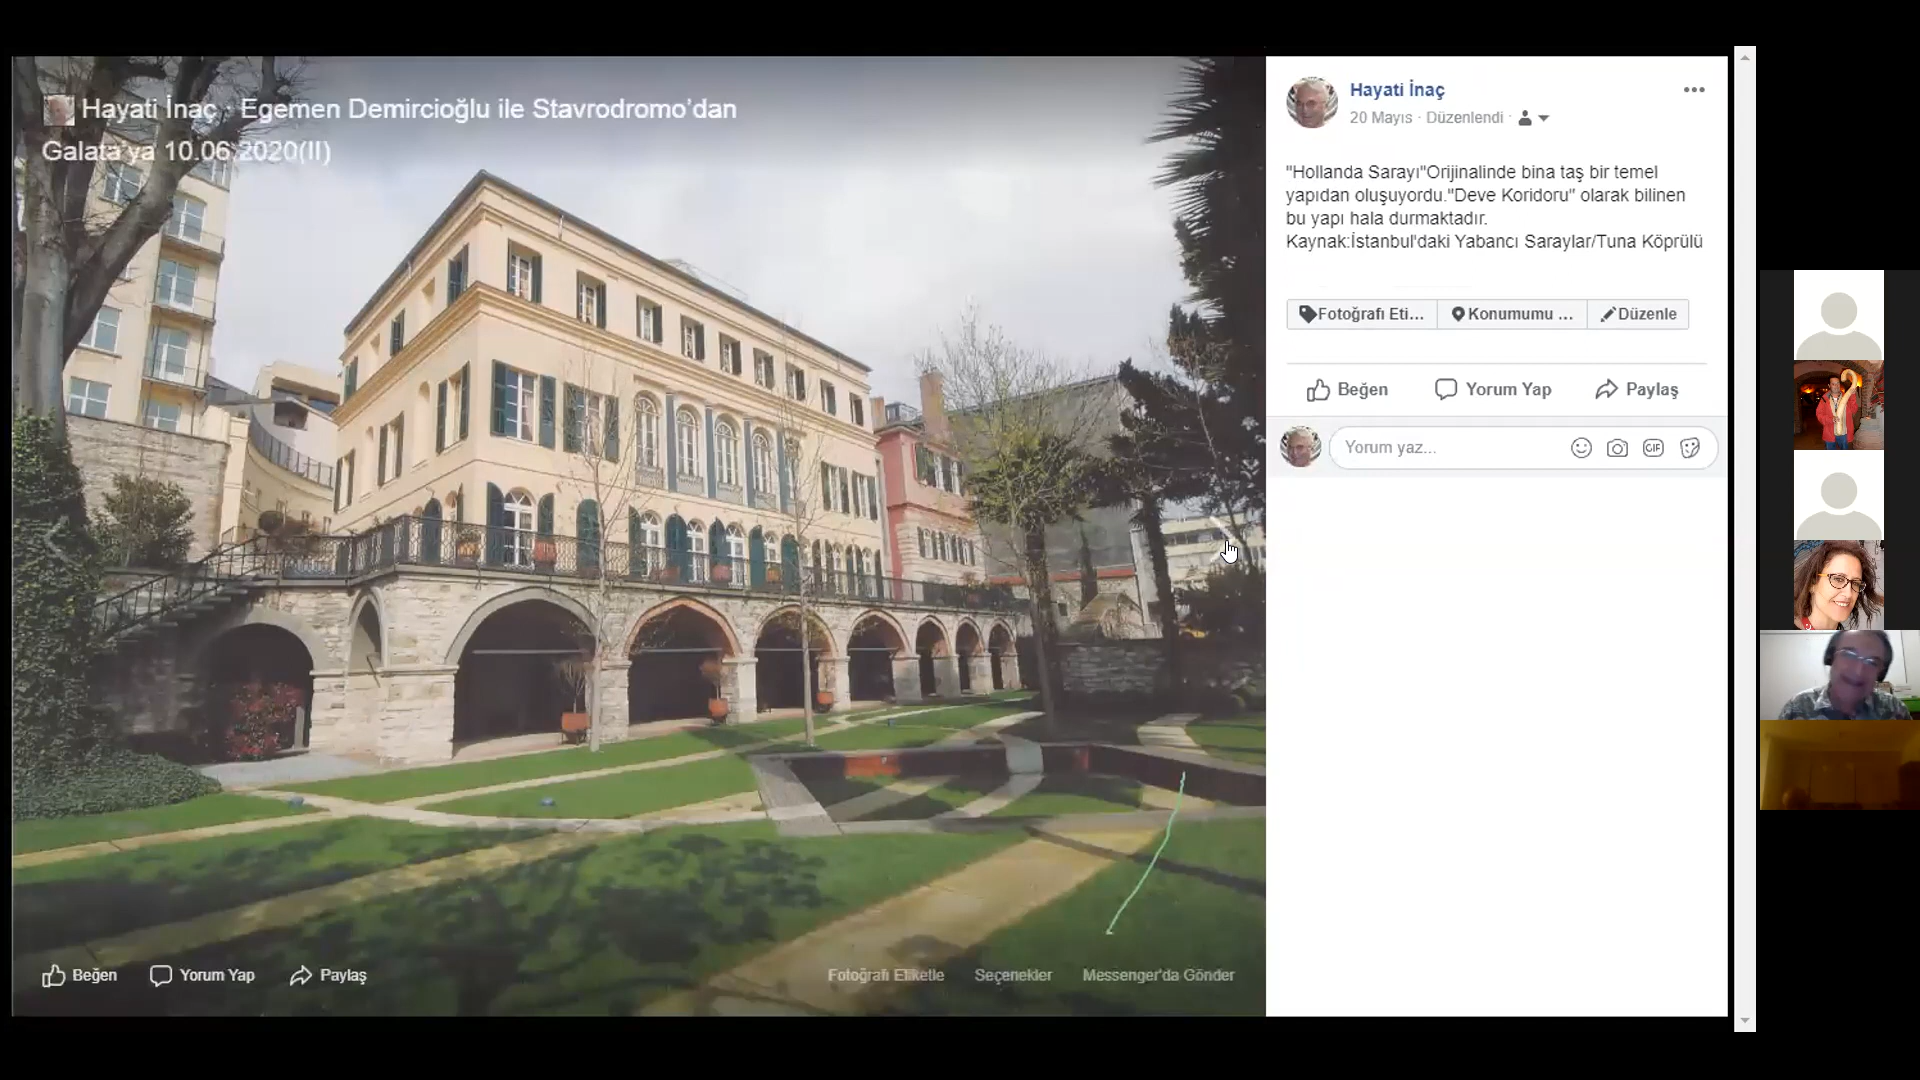 Hayati İnaç · Egemen Demircioğlu ile Stavrodromo'dan
Galata'ya 10.06.2020(II)
Beğen
Yorum Yap
Paylaş
Fotoğrafı Etiketle
Seçenekler
Messenger'da Gönder
Hayati İnaç
20 Mayıs · Düzenlendi ·
"Hollanda Sarayı"Orijinalinde bina taş bir temel
yapıdan oluşuyordu."Deve Koridoru" olarak bilinen
bu yapı hala durmaktadır.
Kaynak:İstanbul'daki Yabancı Saraylar/Tuna Köprülü
Fotoğrafı Eti...
Konumumu ...
Düzenle
Beğen
Yorum Yap
Paylaş
Yorum yaz...
GIF